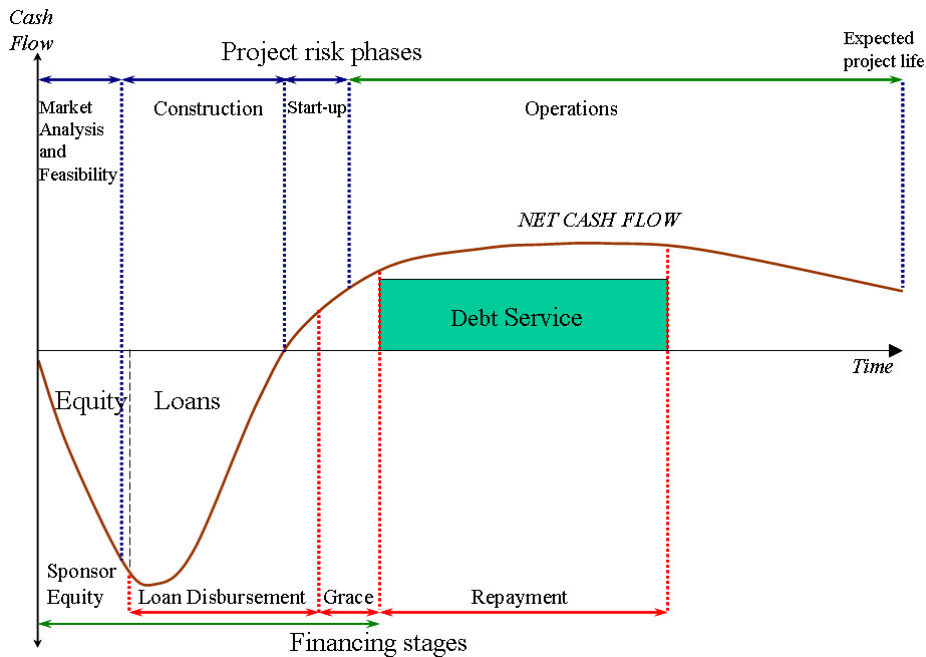 Cash
Flow
Project risk phases
Expected
project life
Market
Analysis
and
Feasibility
Construction
Start-up
Operations
NET CASH FLOW
Debt Service
Time
Equity
Loans
Sponsor
Equity
Loan Disbursement
Grace
Repayment
Financing stages